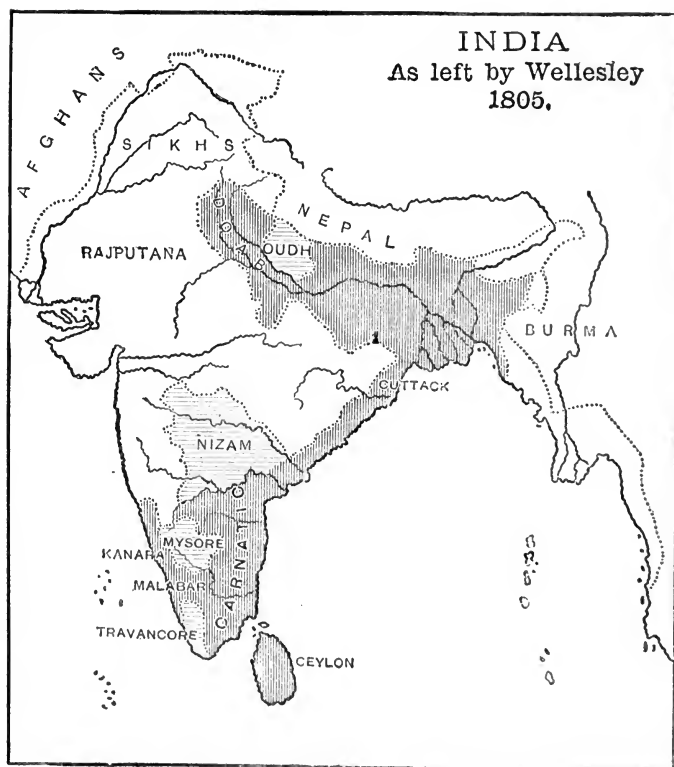 INDIA
As left by Wellesley
1805.
AFGHANS
SIKHS
NEPAL
DOAB
OUDH
RAJPUTANA
1
BURMA
CUTTACK
NIZAM
CARNATIC
MYSORE
KANARA
MALABAR
TRAVANCORE
CEYLON